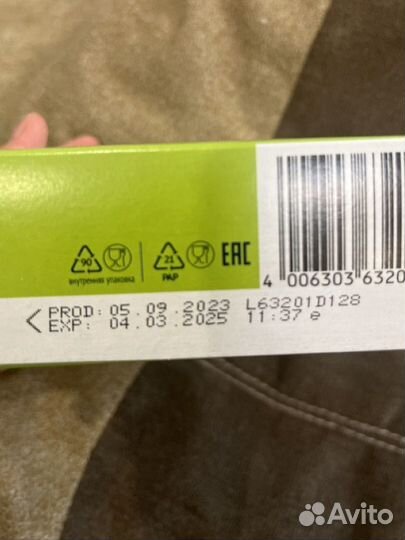 90 21 EAC
внутренняя упаковка PAP
4 006303 6320
PROD: 05.09.2023 L63201D128
EXP: 04.03.2025 11:37 e
Avito